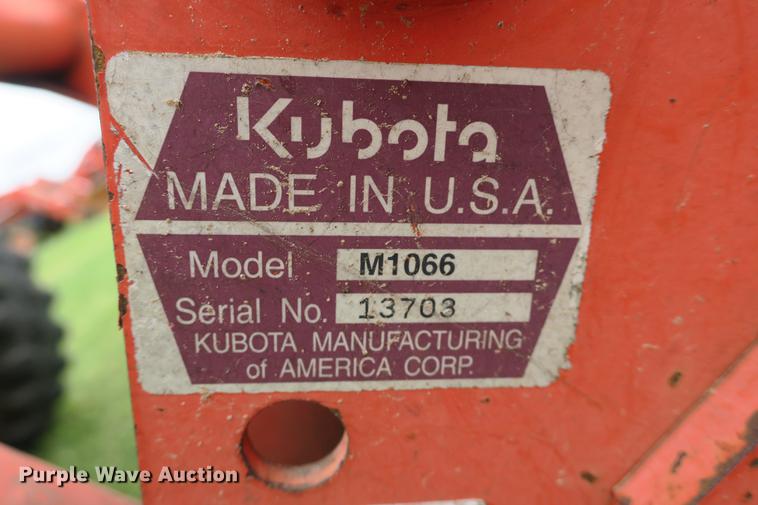 Kubota
MADE IN U.S.A.
Model M1066
Serial No. 13703
KUBOTA MANUFACTURING
of AMERICA CORP.
Purple Wave Auction